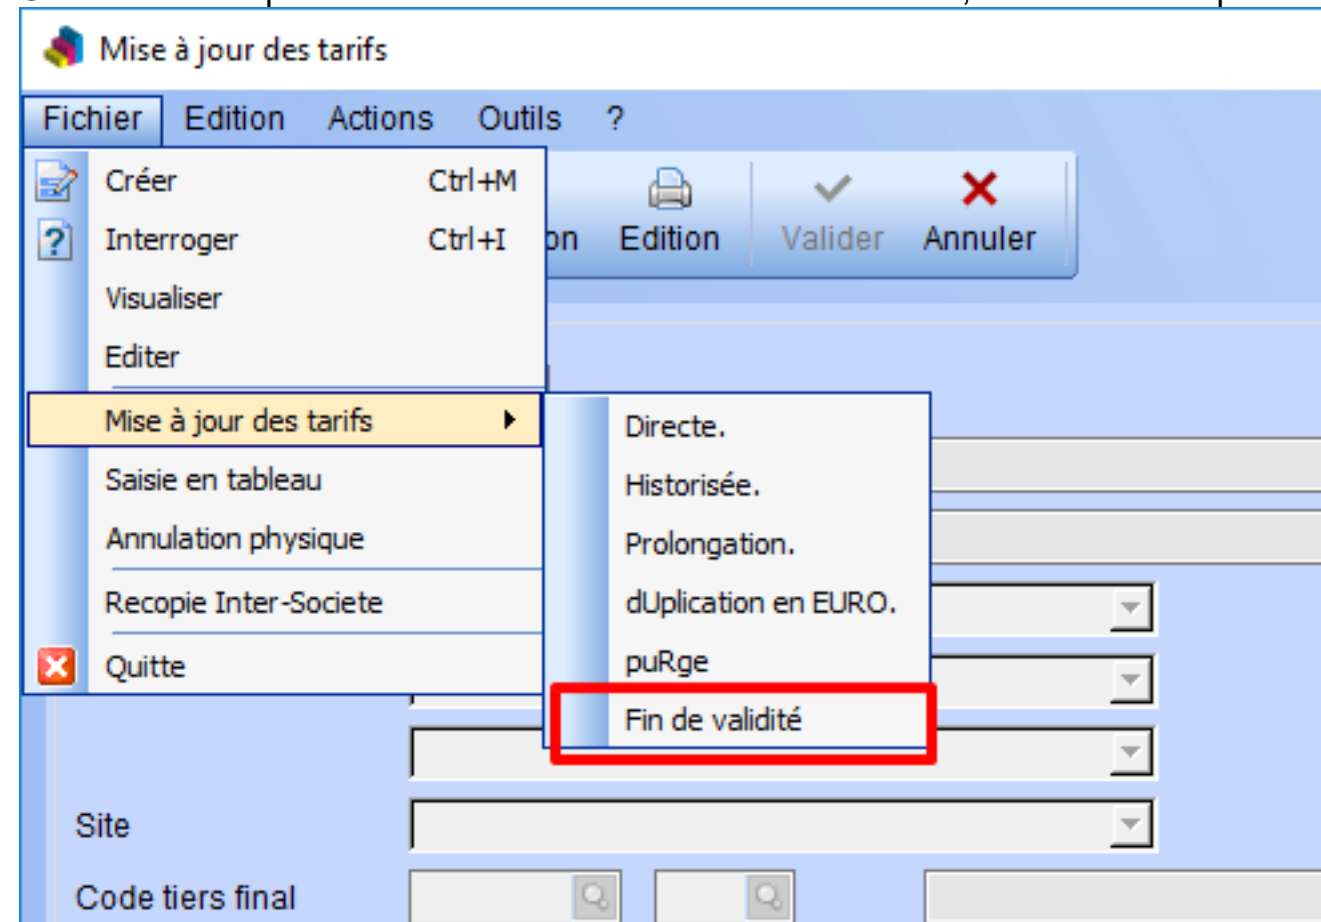 Mise à jour des tarifs
Fichier Edition Actions Outils ?
Créer Ctrl+M
Interroger Ctrl+I
on Edition Valider Annuler
Visualiser
Editer
Mise à jour des tarifs
Directe.
Saisie en tableau
Historisée.
Annulation physique
Prolongation.
Recopie Inter-Societe
dUplication en EURO.
Quitte
puRge
Fin de validité
Site
Code tiers final